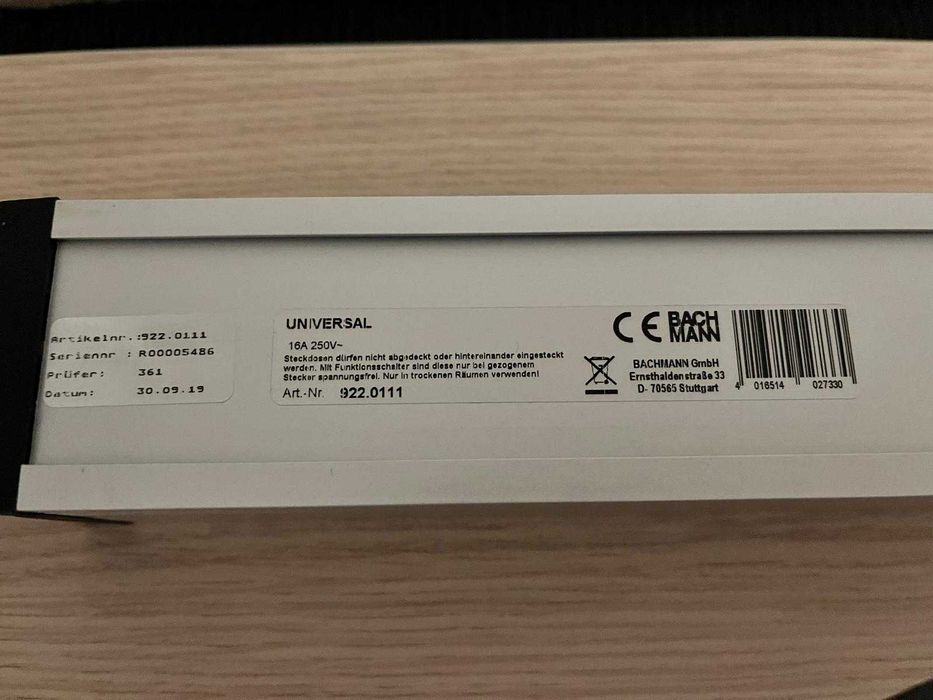 Artikelnr.:922.0111
Seriennr : R00005486
Prüfer: 361
Datum: 30.09.19
UNIVERSAL
16A 250V~
Steckdosen dürfen nicht abgedeckt oder hintereinander eingesteckt
werden. Mit Funktionsschalter sind diese nur bei gezogenem
Stecker spannungsfrei. Nur in trockenen Räumen verwenden!
Art.-Nr. 922.0111
CE
BACH
MANN
BACHMANN GmbH
Ernsthaldenstraße 33
D- 70565 Stuttgart
4 016514 027330